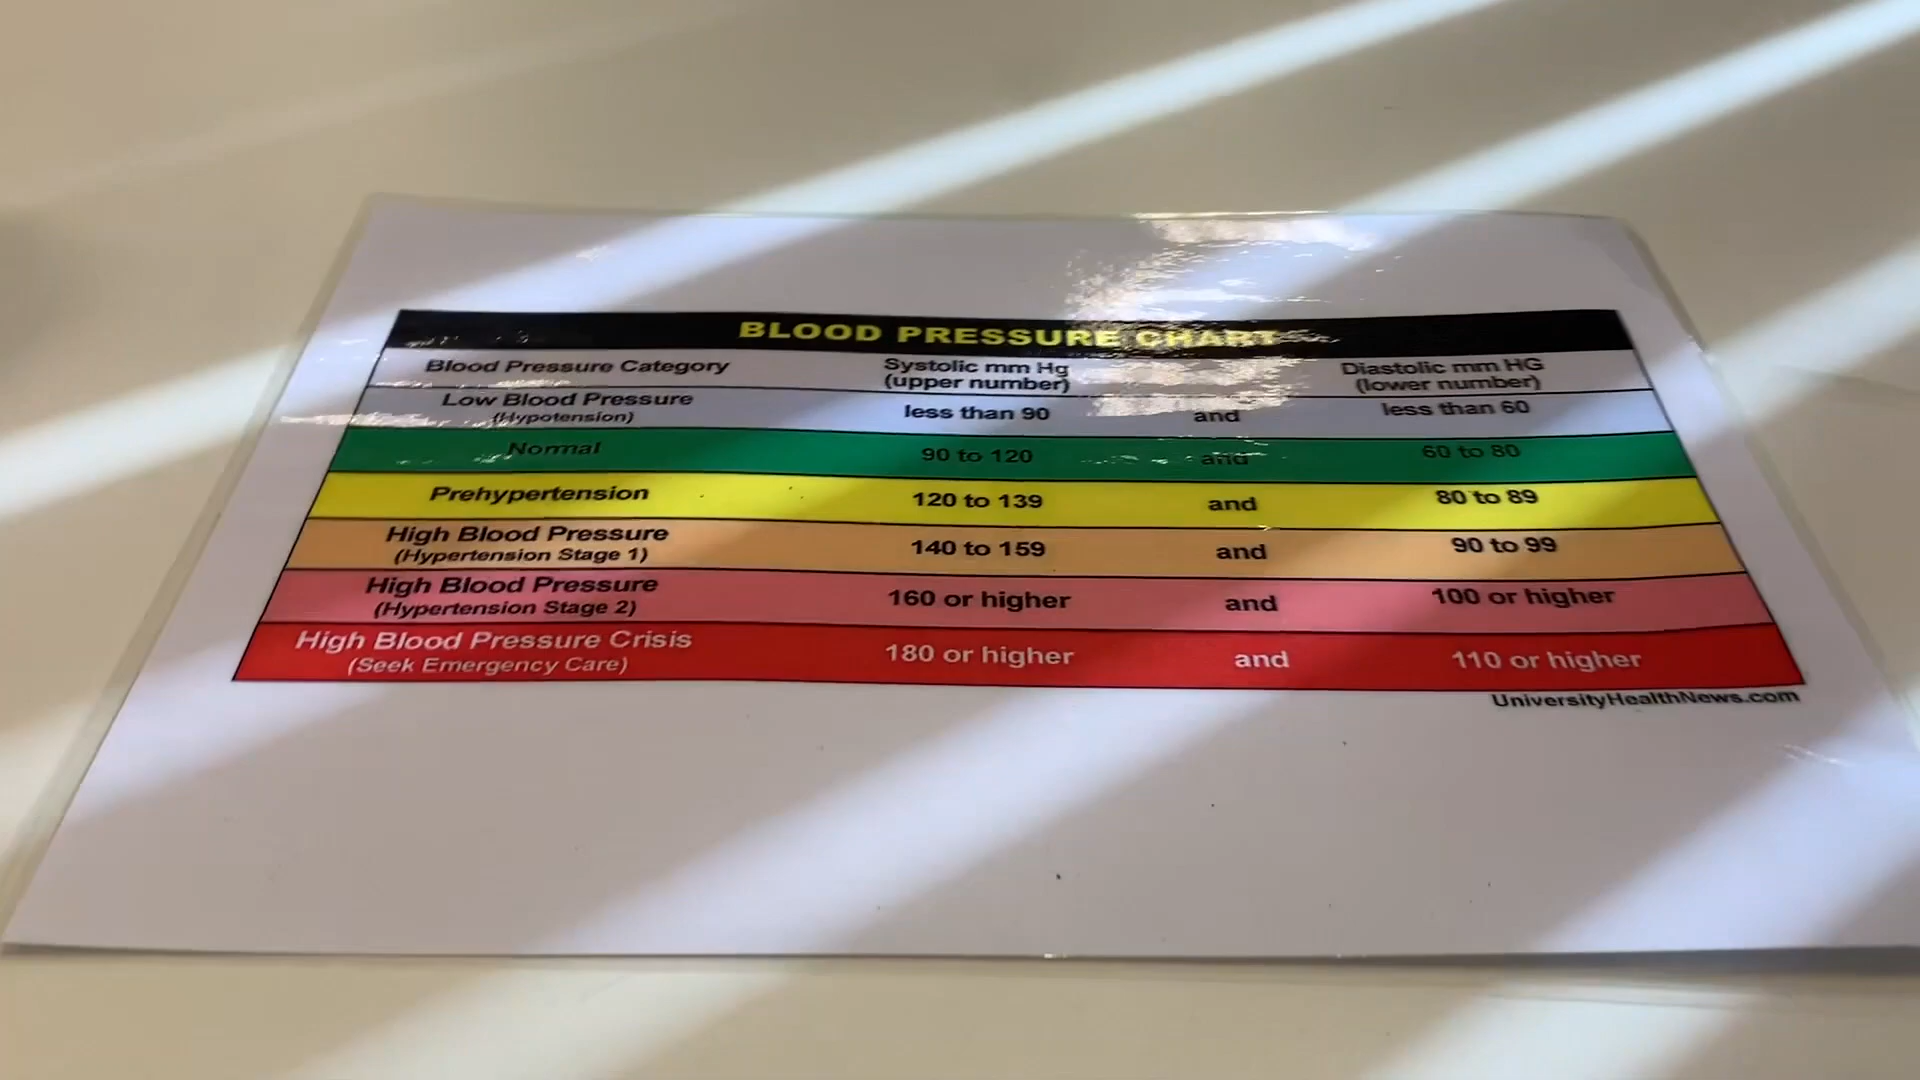 BLOOD PRESSURE CHART
Blood Pressure Category Systolic mm Hg (upper number) Diastolic mm HG (lower number)
Low Blood Pressure (Hypotension) less than 90 and less than 60
Normal 90 to 120 and 60 to 80
Prehypertension 120 to 139 and 80 to 89
High Blood Pressure (Hypertension Stage 1) 140 to 159 and 90 to 99
High Blood Pressure (Hypertension Stage 2) 160 or higher and 100 or higher
High Blood Pressure Crisis (Seek Emergency Care) 180 or higher and 110 or higher
UniversityHealthNews.com